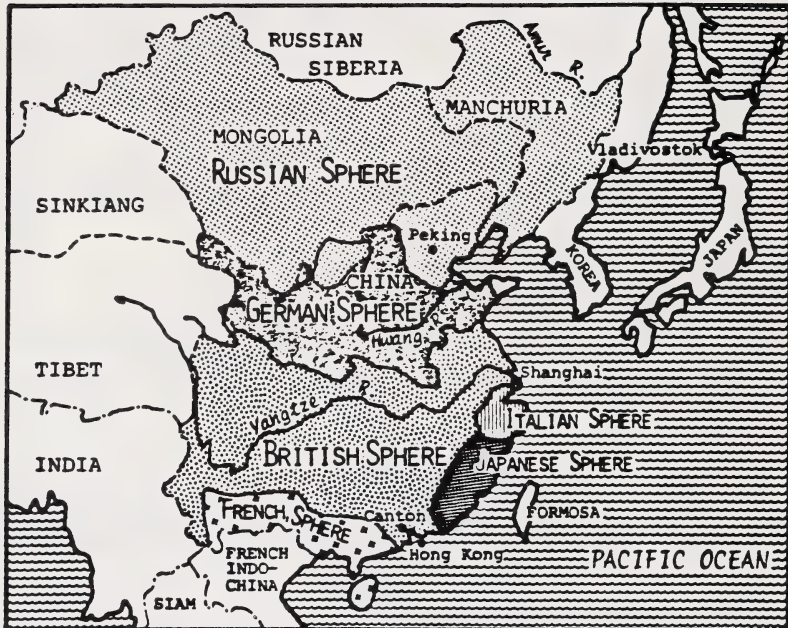 RUSSIAN
SIBERIA
Amur R.
MANCHURIA
MONGOLIA
RUSSIAN SPHERE
Vladivostok
SINKIANG
Peking
KOREA
JAPAN
CHINA
GERMAN SPHERE
Hwang
TIBET
Shanghai
Yangtze R
ITALIAN SPHERE
INDIA
BRITISH SPHERE
JAPANESE SPHERE
FRENCH SPHERE
Canton
FORMOSA
FRENCH
INDO-
CHINA
Hong Kong
PACIFIC OCEAN
SIAM